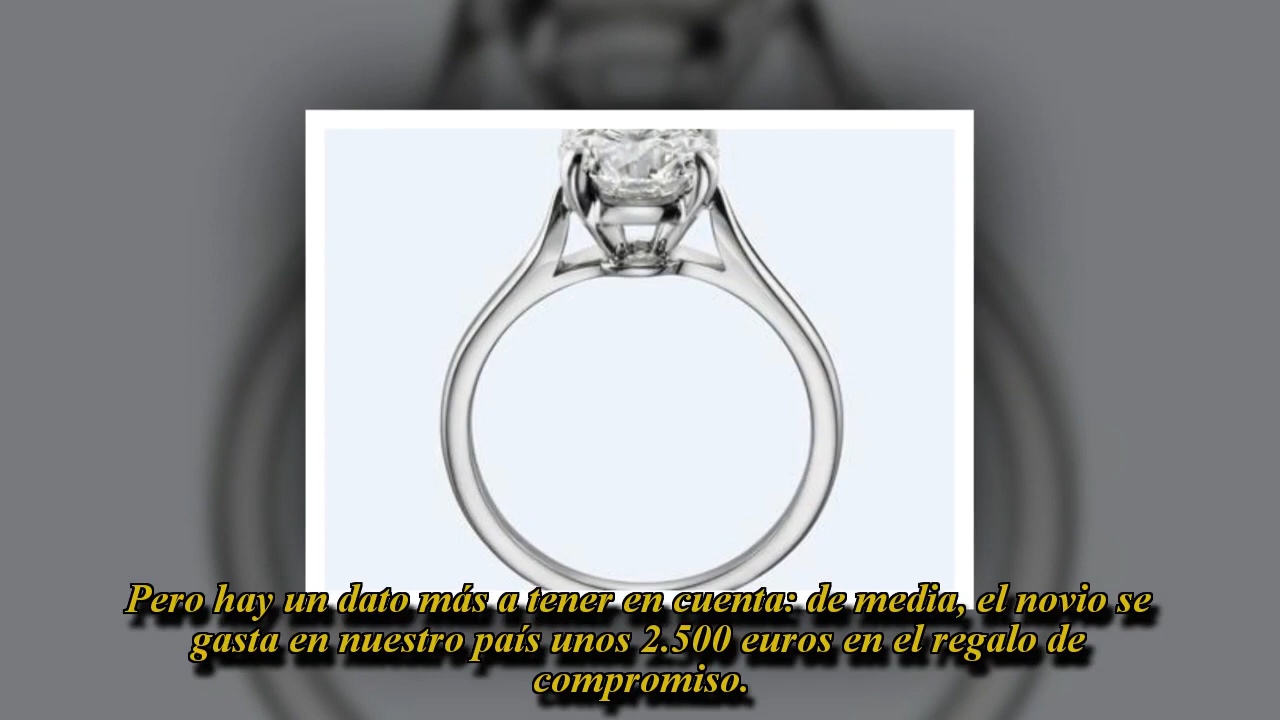 Pero hay un dato más a tener en cuenta: de media, el novio se
gasta en nuestro país unos 2.500 euros en el regalo de
compromiso.